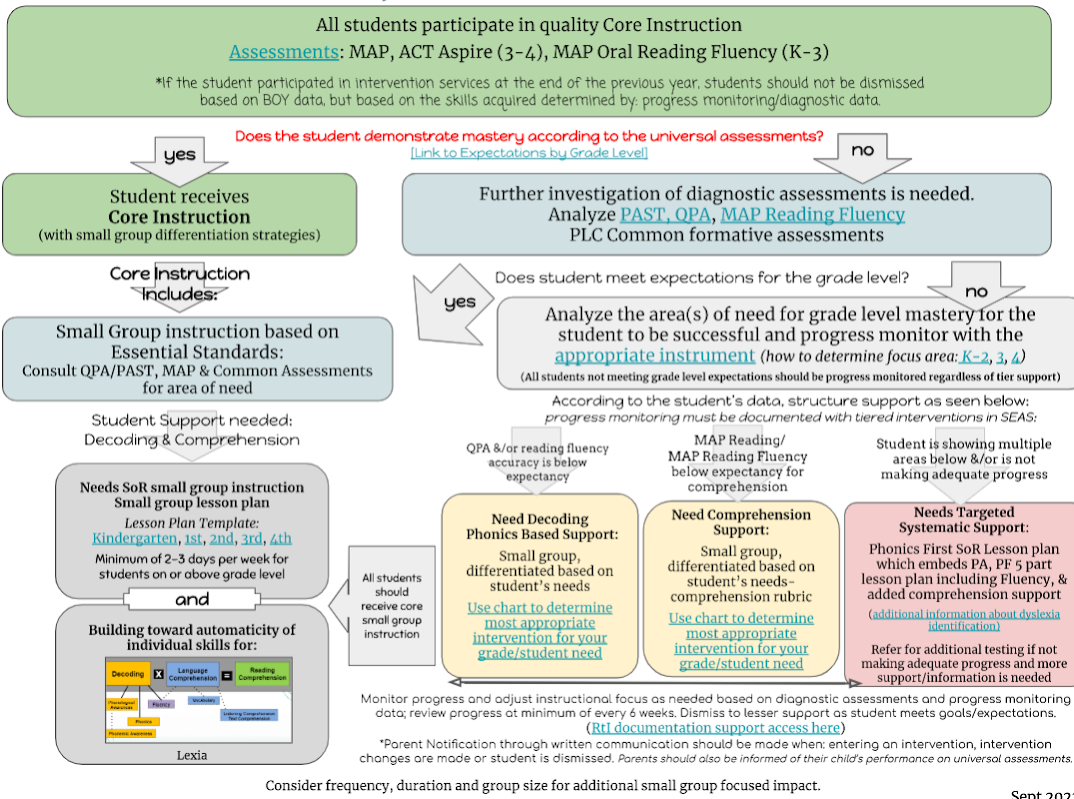 All students participate in quality Core Instruction
Assessments: MAP, ACT Aspire (3-4), MAP Oral Reading Fluency (K-3)
*If the student participated in intervention services at the end of the previous year, students should not be dismissed
based on BOY data, but based on the skills acquired determined by: progress monitoring/diagnostic data.
Does the student demonstrate mastery according to the universal assessments?
[Link to Expectations by Grade Level]
yes
no
Student receives
Core Instruction
(with small group differentiation strategies)
Further investigation of diagnostic assessments is needed.
Analyze PAST, QPA, MAP Reading Fluency
PLC Common formative assessments
Core Instruction
Includes:
Does student meet expectations for the grade level?
yes
no
Small Group instruction based on
Essential Standards:
Consult QPA/PAST, MAP & Common Assessments
for area of need
Analyze the area(s) of need for grade level mastery for the
student to be successful and progress monitor with the
appropriate instrument (how to determine focus area: K-2, 3, 4)
(All students not meeting grade level expectations should be progress monitored regardless of tier support)
According to the student's data, structure support as seen below:
progress monitoring must be documented with tiered interventions in SEAS:
Student Support needed:
Decoding & Comprehension
QPA &/or reading fluency
accuracy is below
expectancy
MAP Reading/
MAP Reading Fluency
below expectancy for
comprehension
Student is showing multiple
areas below &/or is not
making adequate progress
Needs SoR small group instruction
Small group lesson plan
Lesson Plan Template:
Kindergarten, 1st, 2nd, 3rd, 4th
Minimum of 2-3 days per week for
students on or above grade level
and
Building toward automaticity of
individual skills for:
Decoding
X
Language
Comprehension
=
Reading
Comprehension
Phonological
Awareness
Fluency
Vocabulary
Phonics
Listening Comprehension
Text Comprehension
Phonemic Awareness
Lexia
All students
should
receive core
small group
instruction
Need Decoding
Phonics Based Support:
Small group,
differentiated based on
student's needs
Use chart to determine
most appropriate
intervention for your
grade/student need
Need Comprehension
Support:
Small group,
differentiated based on
student's needs-
comprehension rubric
Use chart to determine
most appropriate
intervention for your
grade/student need
Needs Targeted
Systematic Support:
Phonics First SoR Lesson plan
which embeds PA, PF 5 part
lesson plan including Fluency, &
added comprehension support
(additional information about dyslexia
identification)
Refer for additional testing if not
making adequate progress and more
support/information is needed
Monitor progress and adjust instructional focus as needed based on diagnostic assessments and progress monitoring
data; review progress at minimum of every 6 weeks. Dismiss to lesser support as student meets goals/expectations.
(RtI documentation support access here)
*Parent Notification through written communication should be made when: entering an intervention, intervention
changes are made or student is dismissed. Parents should also be informed of their child's performance on universal assessments.
Consider frequency, duration and group size for additional small group focused impact.
Sept